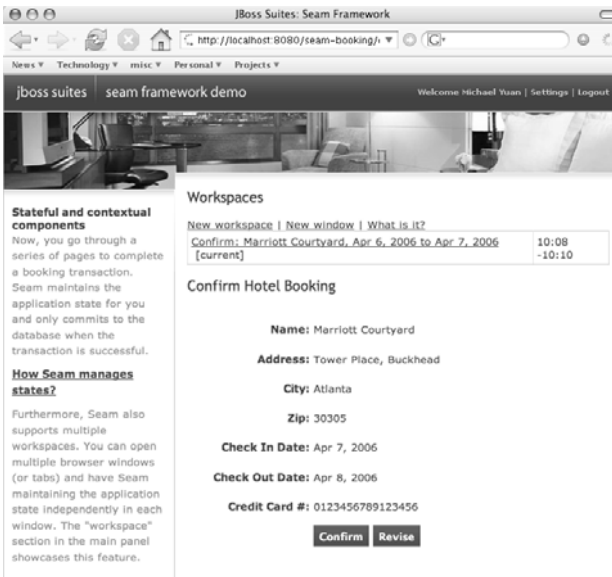 JBoss Suites: Seam Framework
http://localhost:8080/seam-booking/
News Technology misc Personal Projects
jboss suites seam framework demo
Welcome Michael Yuan | Settings | Logout
Stateful and contextual
components
Now, you go through a
series of pages to complete
a booking transaction.
Seam maintains the
application state for you
and only commits to the
database when the
transaction is successful.
How Seam manages
states?
Furthermore, Seam also
supports multiple
workspaces. You can open
multiple browser windows
(or tabs) and have Seam
maintaining the application
state independently in each
window. The "workspace"
section in the main panel
showcases this feature.
Workspaces
New workspace | New window | What is it?
Confirm: Marriott Courtyard, Apr 6, 2006 to Apr 7, 2006
[current]
10:08
-10:10
Confirm Hotel Booking
Name: Marriott Courtyard
Address: Tower Place, Buckhead
City: Atlanta
Zip: 30305
Check In Date: Apr 7, 2006
Check Out Date: Apr 8, 2006
Credit Card #: 0123456789123456
Confirm Revise